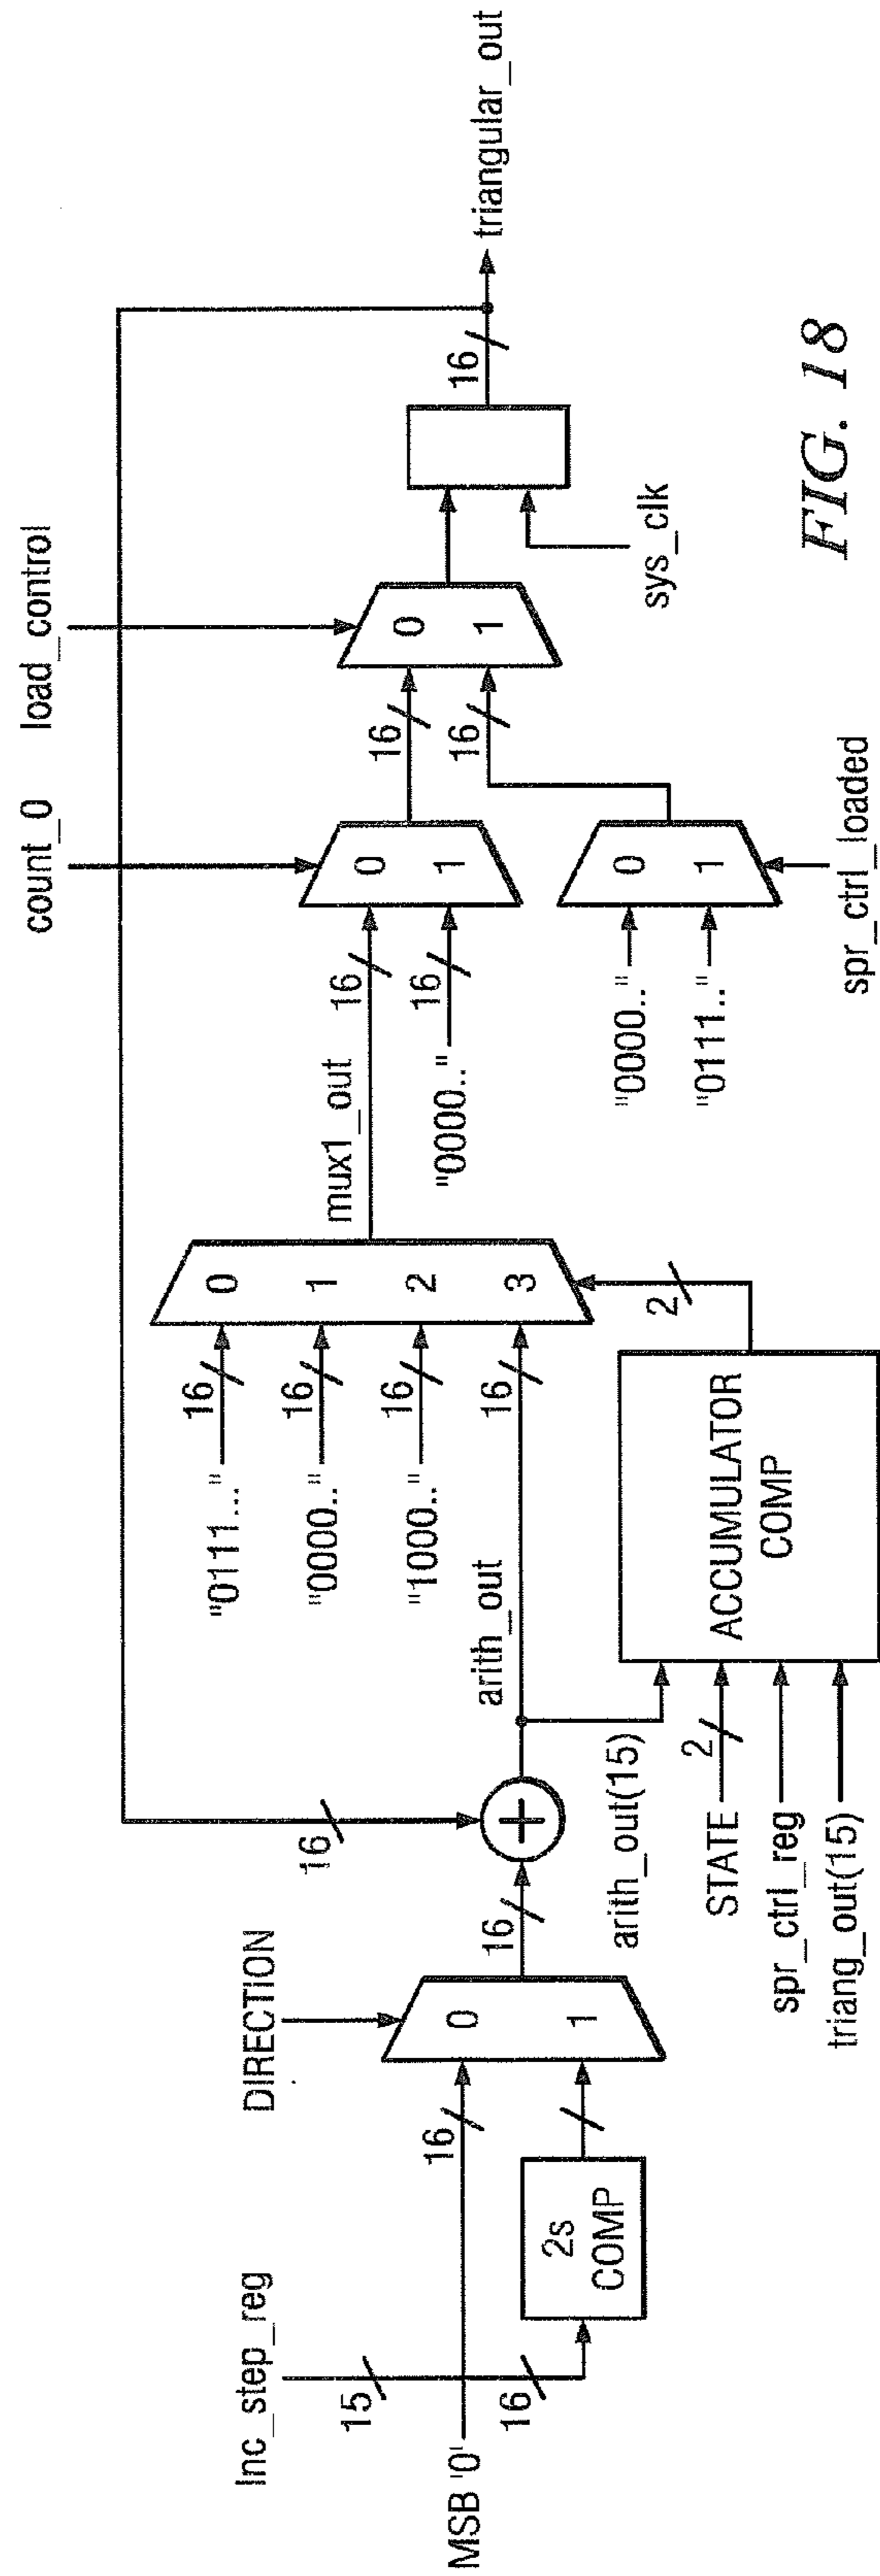 Inc_step_reg
15
MSB '0'
16
16
2s
COMP
DIRECTION
0
1
16
16
+
arith_out
arith_out(15)
STATE
2
spr_ctrl_reg
triang_out(15)
ACCUMULATOR
COMP
2
"0111..."
16
"0000.."
16
"1000.."
16
16
0
1
2
3
mux1_out
16
"0000.."
16
count_0
0
1
16
"0000.."
"0111.."
0
1
spr_ctrl_loaded
16
load_control
0
1
sys_clk
16
triangular_out
FIG. 18